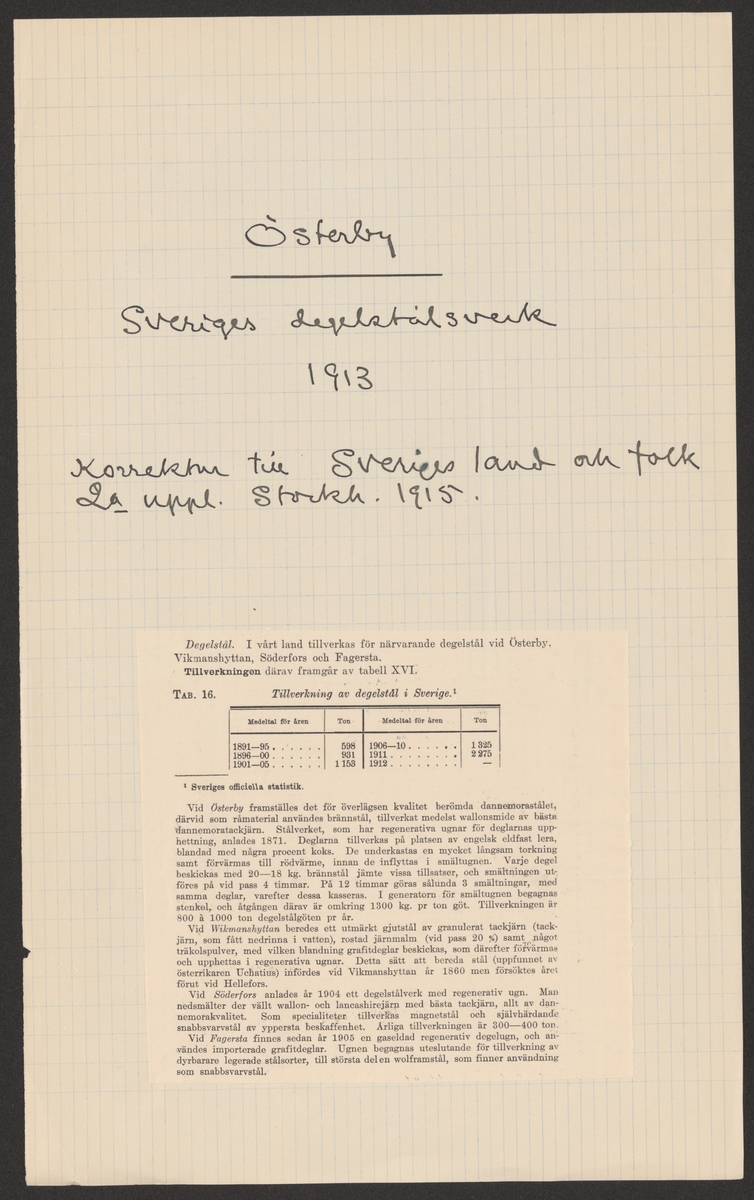 Österby
Sveriges degelstålsverk
1913
Korrektur till Sveriges land och folk
2a uppl. Stockh. 1915.
Degelstål. I vårt land tillverkas för närvarande degelstål vid Österby,
Vikmanshyttan, Söderfors och Fagersta.
Tillverkningen därav framgår av tabell XVI.
TAB. 16. Tillverkning av degelstål i Sverige.¹
Medeltal för åren Ton Medeltal för åren Ton
1891—95 . . . . . . 598 1906—10 . . . . . . 1 325
1896—00 . . . . . . 931 1911 . . . . . . . . 2 275
1901—05 . . . . . . 1 153 1912 . . . . . . . . —
¹ Sveriges officiella statistik.
Vid Österby framställes det för överlägsen kvalitet berömda dannemorastålet,
därvid som råmaterial användes brännstål, tillverkat medelst wallonsmide av bästa
dannemoratackjärn. Stålverket, som har regenerativa ugnar för deglarnas upp-
hettning, anlades 1871. Deglarna tillverkas på platsen av engelsk eldfast lera,
blandad med några procent koks. De underkastas en mycket långsam torkning
samt förvärmas till rödvärme, innan de inflyttas i smältugnen. Varje degel
beskickas med 20—18 kg. brännstål jämte vissa tillsatser, och smältningen ut-
föres på vid pass 4 timmar. På 12 timmar göras sålunda 3 smältningar, med
samma deglar, varefter dessa kasseras. I generatorn för smältugnen begagnas
stenkol, och åtgången därav är omkring 1300 kg. pr ton göt. Tillverkningen är
800 à 1000 ton degelstålgöten pr år.
Vid Wikmanshyttan beredes ett utmärkt gjutstål av granulerat tackjärn (tack-
järn, som fått nedrinna i vatten), rostad järnmalm (vid pass 20 %) samt något
träkolspulver, med vilken blandning grafitdeglar beskickas, som därefter förvärmas
och upphettas i regenerativa ugnar. Detta sätt att bereda stål (uppfunnet av
österrikaren Uchatius) infördes vid Vikmanshyttan år 1860 men försöktes året
förut vid Hellefors.
Vid Söderfors anlades år 1904 ett degelstålverk med regenerativ ugn. Man
nedsmälter der vällt wallon- och lancashirejärn med bästa tackjärn, allt av dan-
nemorakvalitet. Som specialiteter tillverkas magnetstål och självhärdande
snabbsvarvstål av yppersta beskaffenhet. Årliga tillverkningen är 300—400 ton.
Vid Fagersta finnes sedan år 1905 en gaseldad regenerativ degelugn, och an-
vändes importerade grafitdeglar. Ugnen begagnas uteslutande för tillverkning av
dyrbarare legerade stålsorter, till största delen wolframstål, som finner användning
som snabbsvarvstål.